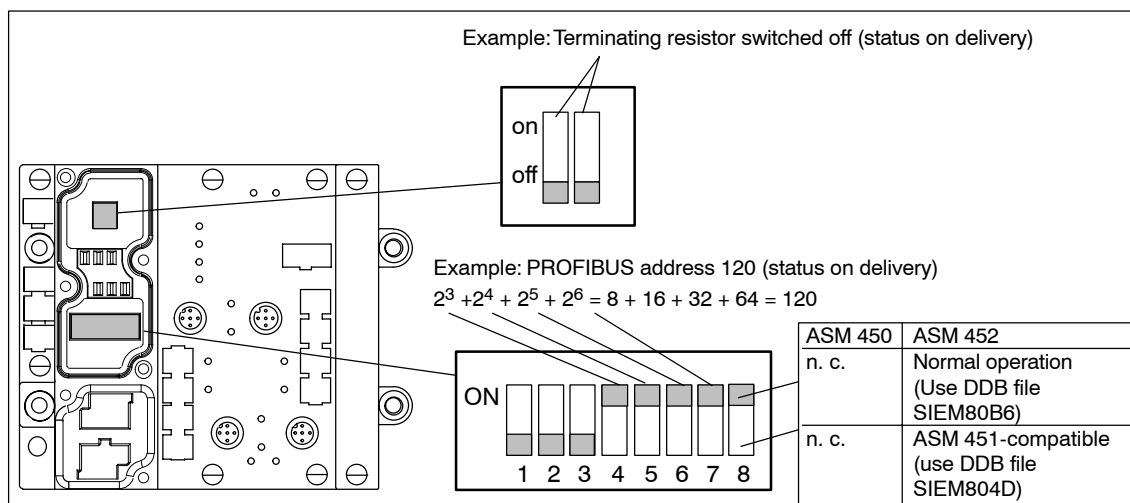 Example: Terminating resistor switched off (status on delivery)
on
off
Example: PROFIBUS address 120 (status on delivery)
2³ +2⁴ + 2⁵ + 2⁶ = 8 + 16 + 32 + 64 = 120
ON
1 2 3 4 5 6 7 8
ASM 450 ASM 452
n. c. Normal operation
(Use DDB file
SIEM80B6)
n. c. ASM 451-compatible
(use DDB file
SIEM804D)